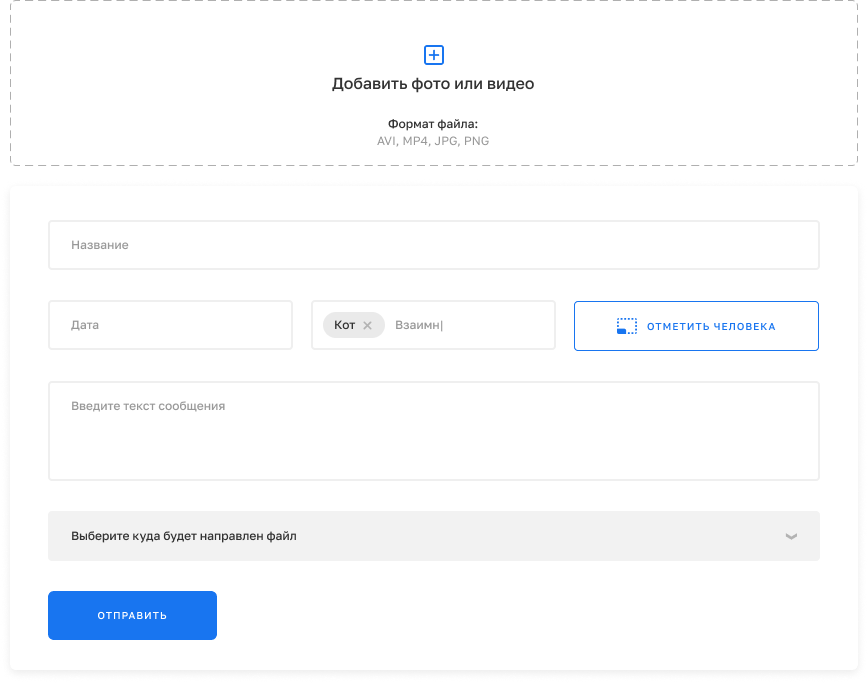 Добавить фото или видео
Формат файла:
AVI, MP4, JPG, PNG
Название
Дата
Кот
Взаимн|
ОТМЕТИТЬ ЧЕЛОВЕКА
Введите текст сообщения
Выберите куда будет направлен файл
ОТПРАВИТЬ